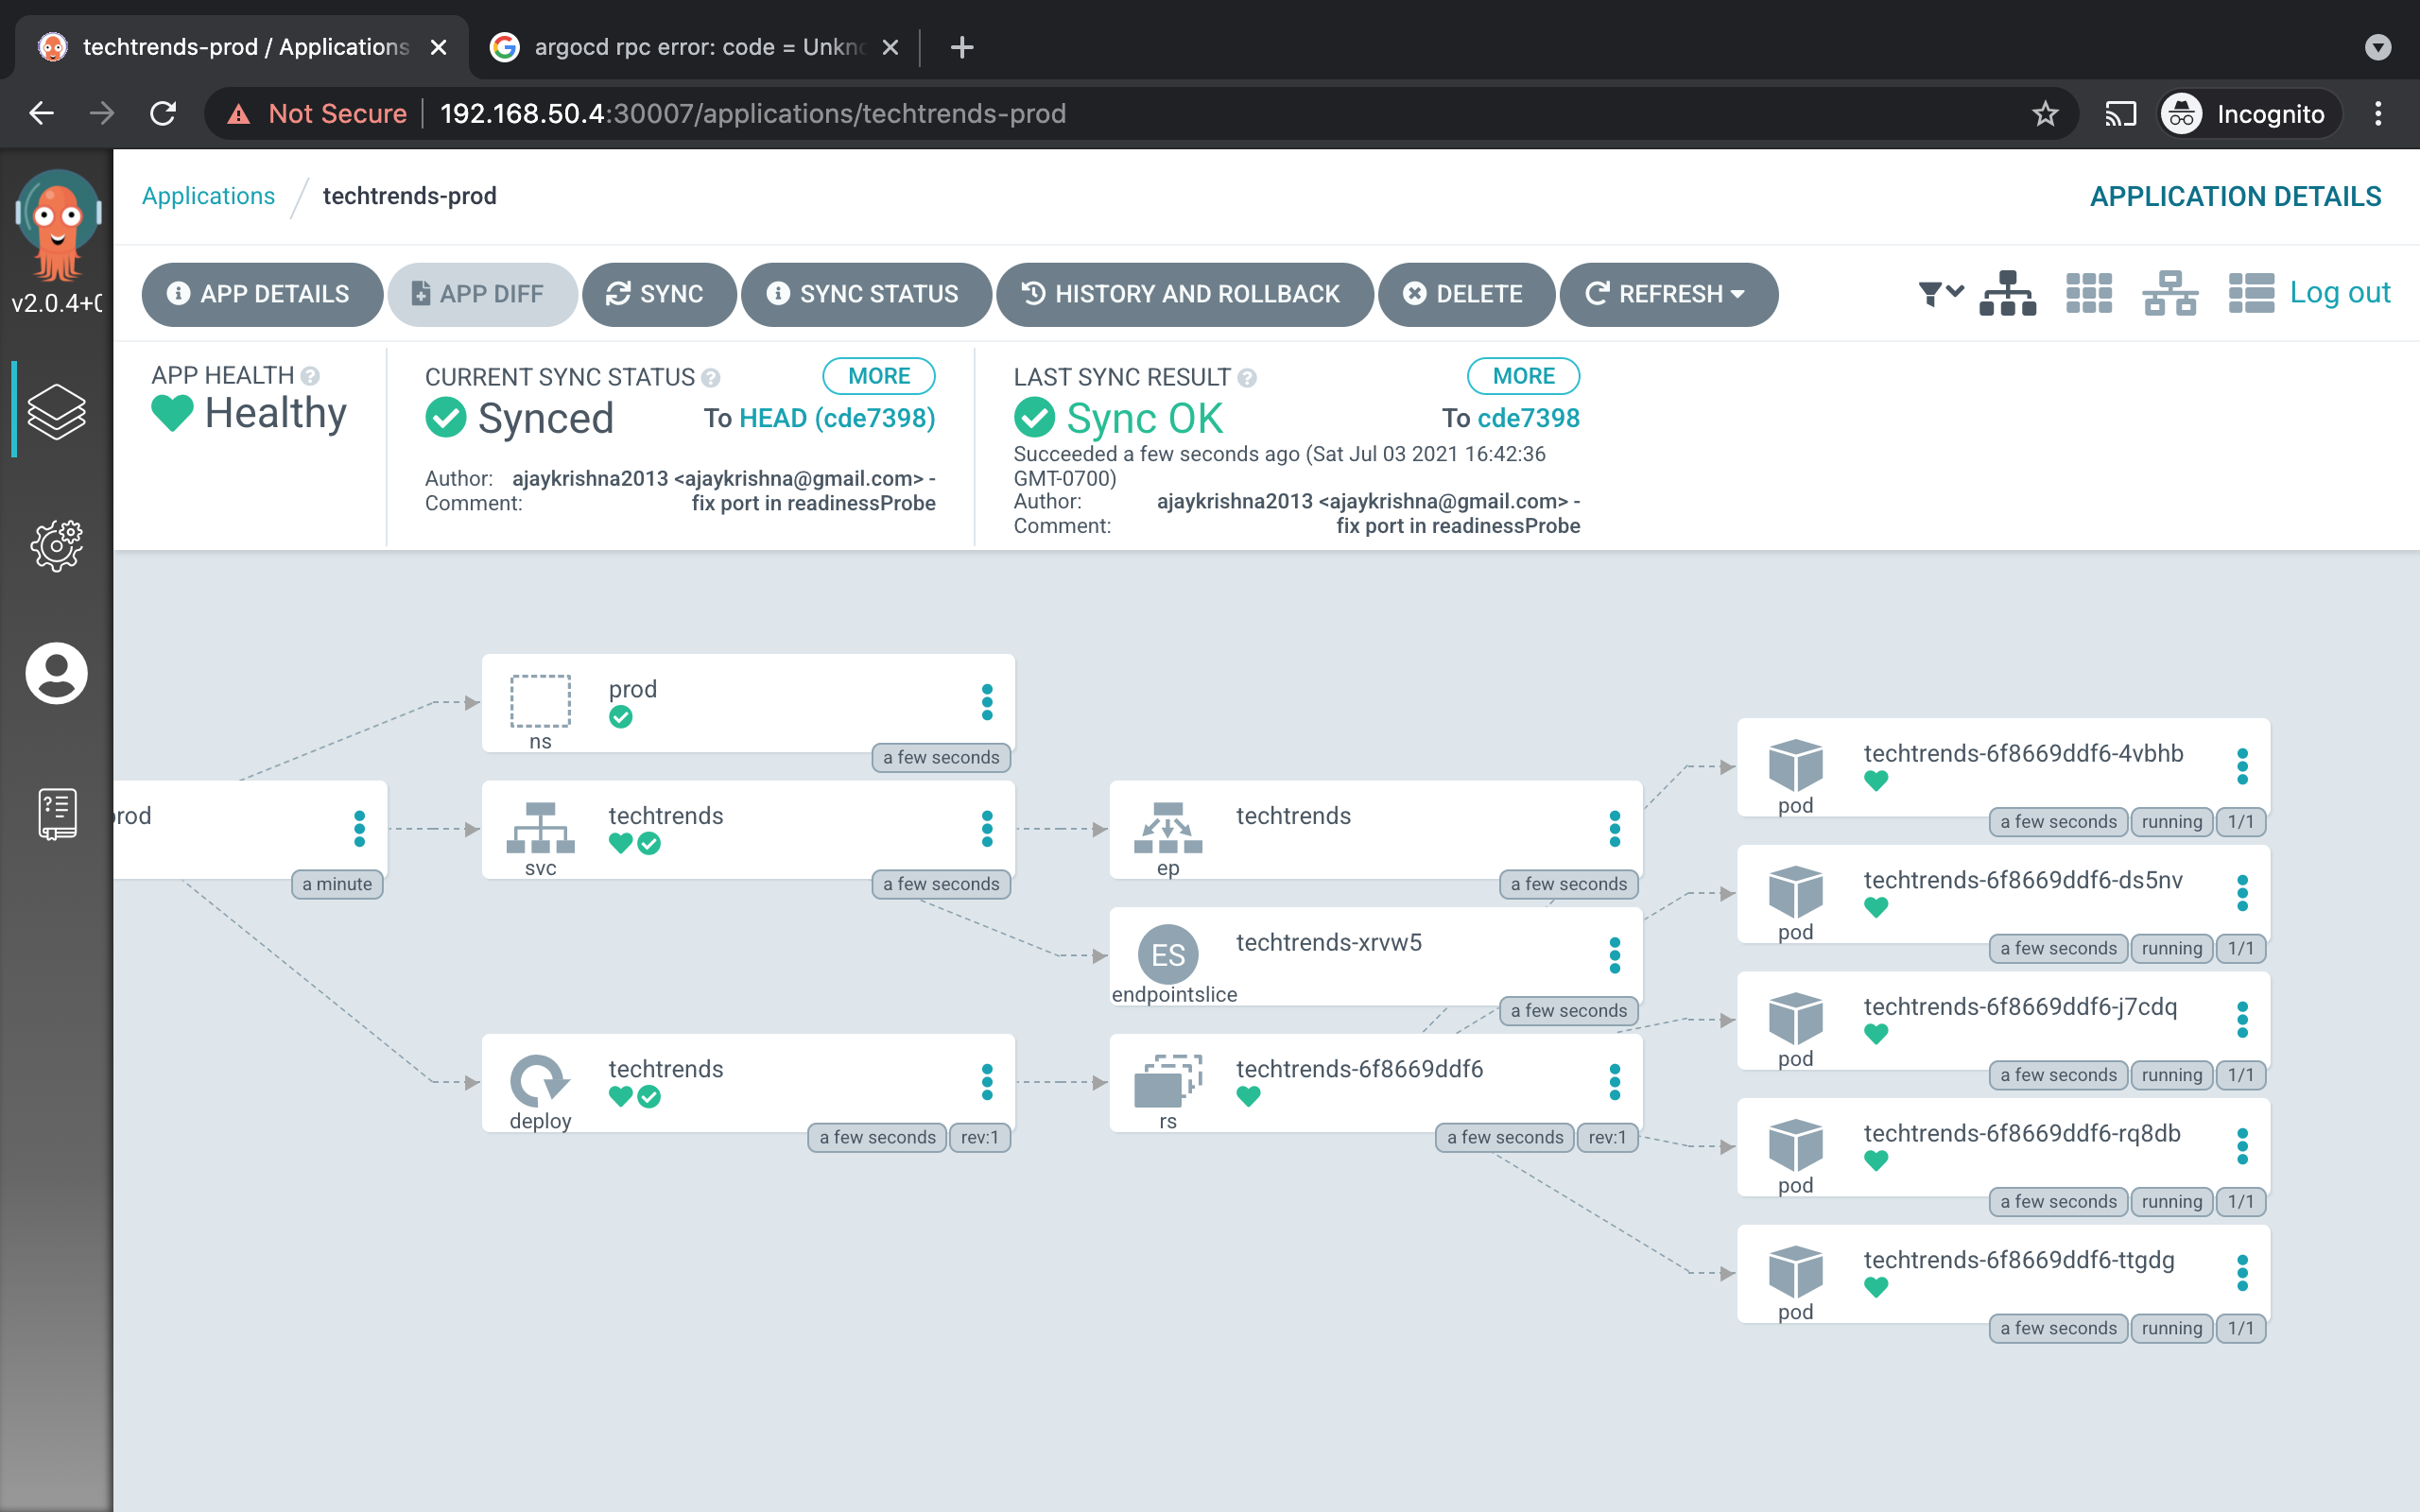 techtrends-prod / Applications
argocd rpc error: code = Unkno
Not Secure
192.168.50.4:30007/applications/techtrends-prod
Incognito
Applications
techtrends-prod
APPLICATION DETAILS
v2.0.4+0
APP DETAILS
APP DIFF
SYNC
SYNC STATUS
HISTORY AND ROLLBACK
DELETE
REFRESH
Log out
APP HEALTH
Healthy
CURRENT SYNC STATUS
MORE
Synced
To HEAD (cde7398)
Author: ajaykrishna2013 <ajaykrishna@gmail.com> -
Comment: fix port in readinessProbe
LAST SYNC RESULT
MORE
Sync OK
To cde7398
Succeeded a few seconds ago (Sat Jul 03 2021 16:42:36
GMT-0700)
Author: ajaykrishna2013 <ajaykrishna@gmail.com> -
Comment: fix port in readinessProbe
prod
a minute
prod
ns
a few seconds
techtrends
svc
a few seconds
techtrends
deploy
a few seconds
rev:1
techtrends
ep
a few seconds
ES
techtrends-xrvw5
endpointslice
a few seconds
techtrends-6f8669ddf6
rs
a few seconds
rev:1
techtrends-6f8669ddf6-4vbhb
pod
a few seconds
running
1/1
techtrends-6f8669ddf6-ds5nv
pod
a few seconds
running
1/1
techtrends-6f8669ddf6-j7cdq
pod
a few seconds
running
1/1
techtrends-6f8669ddf6-rq8db
pod
a few seconds
running
1/1
techtrends-6f8669ddf6-ttgdg
pod
a few seconds
running
1/1